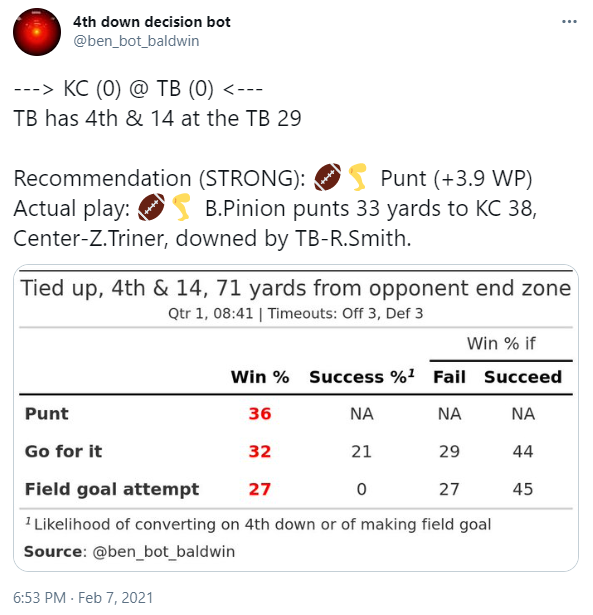 4th down decision bot
@ben_bot_baldwin
---> KC (0) @ TB (0) <---
TB has 4th & 14 at the TB 29
Recommendation (STRONG): 🏈 🦵 Punt (+3.9 WP)
Actual play: 🏈 🦵 B.Pinion punts 33 yards to KC 38,
Center-Z.Triner, downed by TB-R.Smith.
Tied up, 4th & 14, 71 yards from opponent end zone
Qtr 1, 08:41 | Timeouts: Off 3, Def 3
Win % if
Win % Success %¹ Fail Succeed
Punt 36 NA NA NA
Go for it 32 21 29 44
Field goal attempt 27 0 27 45
¹ Likelihood of converting on 4th down or of making field goal
Source: @ben_bot_baldwin
6:53 PM · Feb 7, 2021